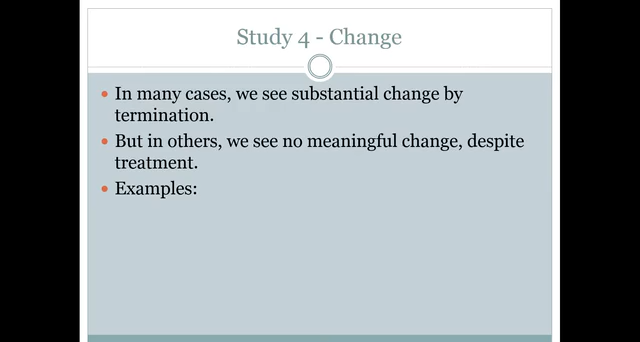 Study 4 - Change
In many cases, we see substantial change by
termination.
But in others, we see no meaningful change, despite
treatment.
Examples: